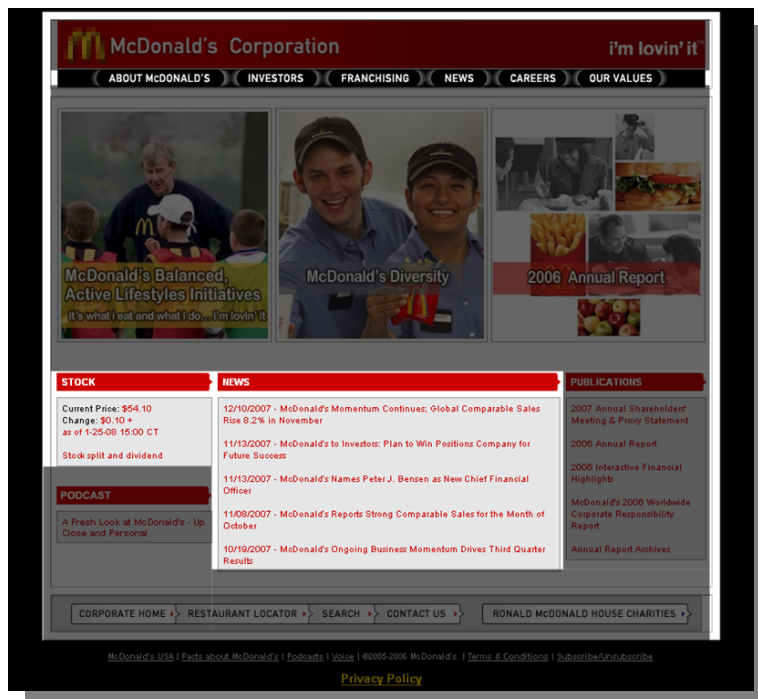 McDonald's Corporation
i'm lovin' it™
ABOUT McDONALD'S
INVESTORS
FRANCHISING
NEWS
CAREERS
OUR VALUES
McDonald's Balanced,
Active Lifestyles Initiatives
it's what i eat and what i do... i'm lovin' it
McDonald's Diversity
2006 Annual Report
STOCK
Current Price: $54.10
Change: $0.10 +
as of 1-25-08 15:00 CT
Stock split and dividend
PODCAST
A Fresh Look at McDonald's - Up
Close and Personal
NEWS
12/10/2007 - McDonald's Momentum Continues; Global Comparable Sales
Rise 8.2% in November
11/13/2007 - McDonald's to Investors: Plan to Win Positions Company for
Future Success
11/13/2007 - McDonald's Names Peter J. Bensen as New Chief Financial
Officer
11/08/2007 - McDonald's Reports Strong Comparable Sales for the Month of
October
10/19/2007 - McDonald's Ongoing Business Momentum Drives Third Quarter
Results
PUBLICATIONS
2007 Annual Shareholders'
Meeting & Proxy Statement
2006 Annual Report
2006 Interactive Financial
Highlights
McDonald's 2006 Worldwide
Corporate Responsibility
Report
Annual Report Archives
CORPORATE HOME
RESTAURANT LOCATOR
SEARCH
CONTACT US
RONALD McDONALD HOUSE CHARITIES
McDonald's USA | Facts about McDonald's | Podcasts | Voice | ©2005-2006 McDonald's. | Terms & Conditions | Subscribe/Unsubscribe
Privacy Policy